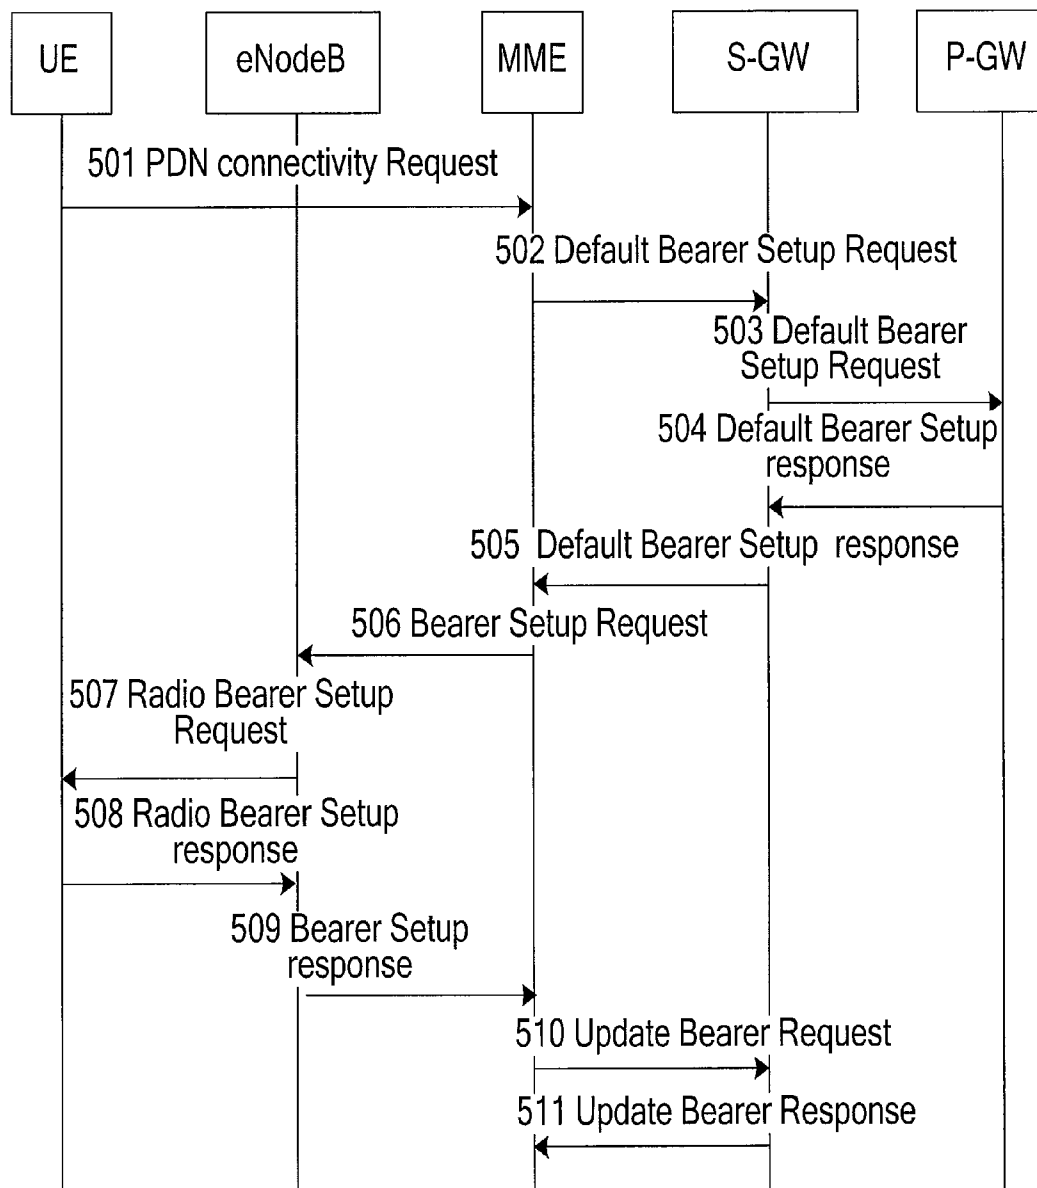 UE
eNodeB
MME
S-GW
P-GW
501 PDN connectivity Request
502 Default Bearer Setup Request
503 Default Bearer
Setup Request
504 Default Bearer Setup
response
505 Default Bearer Setup response
506 Bearer Setup Request
507 Radio Bearer Setup
Request
508 Radio Bearer Setup
response
509 Bearer Setup
response
510 Update Bearer Request
511 Update Bearer Response